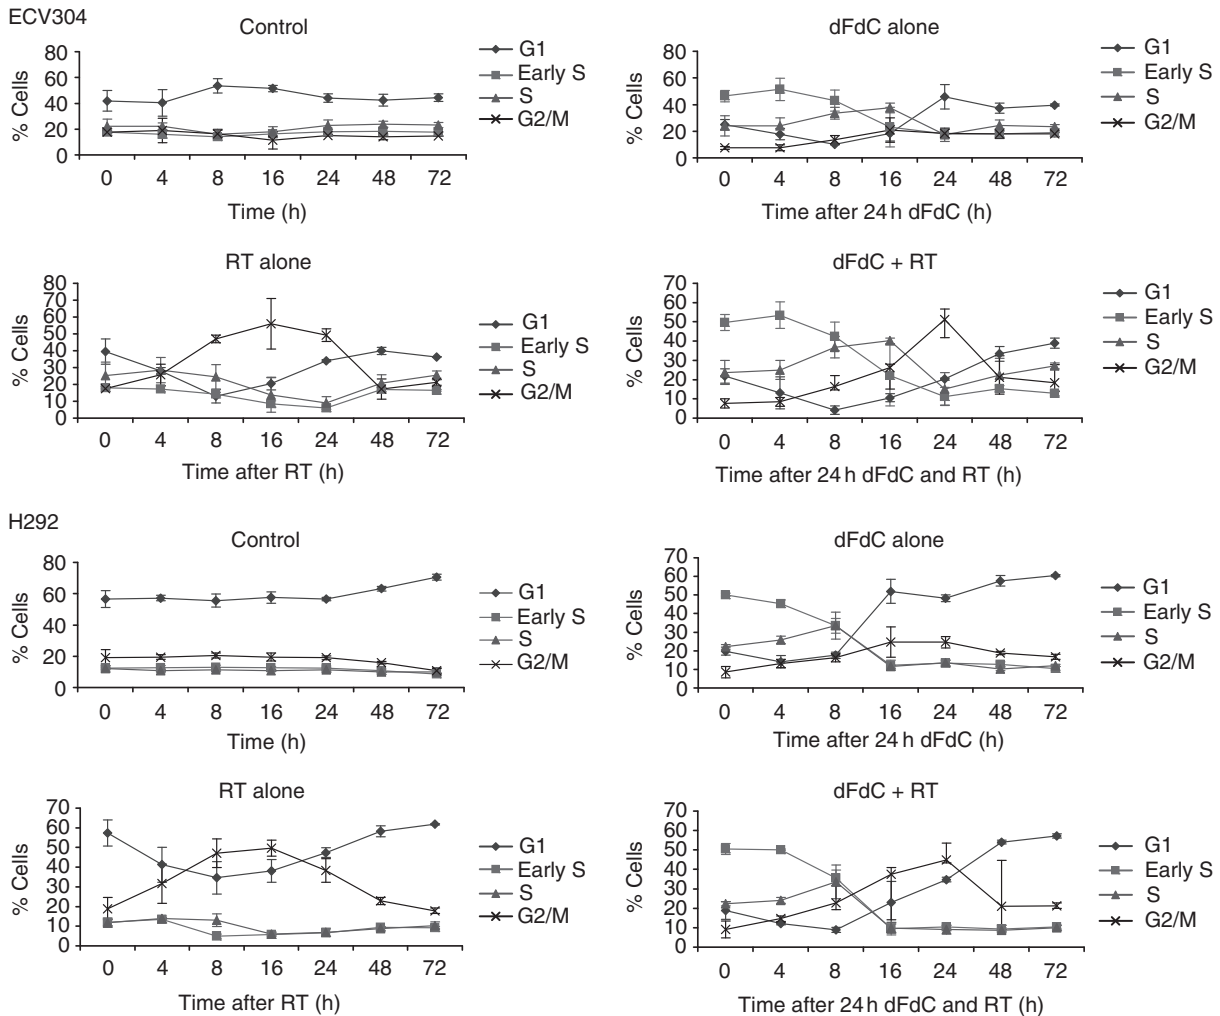 ECV304
Control
% Cells
80
60
40
20
0
0 4 8 16 24 48 72
Time (h)
G1
Early S
S
G2/M
dFdC alone
% Cells
80
60
40
20
0
0 4 8 16 24 48 72
Time after 24 h dFdC (h)
G1
Early S
S
G2/M
RT alone
% Cells
80
70
60
50
40
30
20
10
0
0 4 8 16 24 48 72
Time after RT (h)
G1
Early S
S
G2/M
dFdC + RT
% Cells
70
60
50
40
30
20
10
0
0 4 8 16 24 48 72
Time after 24 h dFdC and RT (h)
G1
Early S
S
G2/M
H292
Control
% Cells
80
60
40
20
0
0 4 8 16 24 48 72
Time (h)
G1
Early S
S
G2/M
dFdC alone
% Cells
70
60
50
40
30
20
10
0
0 4 8 16 24 48 72
Time after 24 h dFdC (h)
G1
Early S
S
G2/M
RT alone
% Cells
70
60
50
40
30
20
10
0
0 4 8 16 24 48 72
Time after RT (h)
G1
Early S
S
G2/M
dFdC + RT
% Cells
70
60
50
40
30
20
10
0
0 4 8 16 24 48 72
Time after 24 h dFdC and RT (h)
G1
Early S
S
G2/M